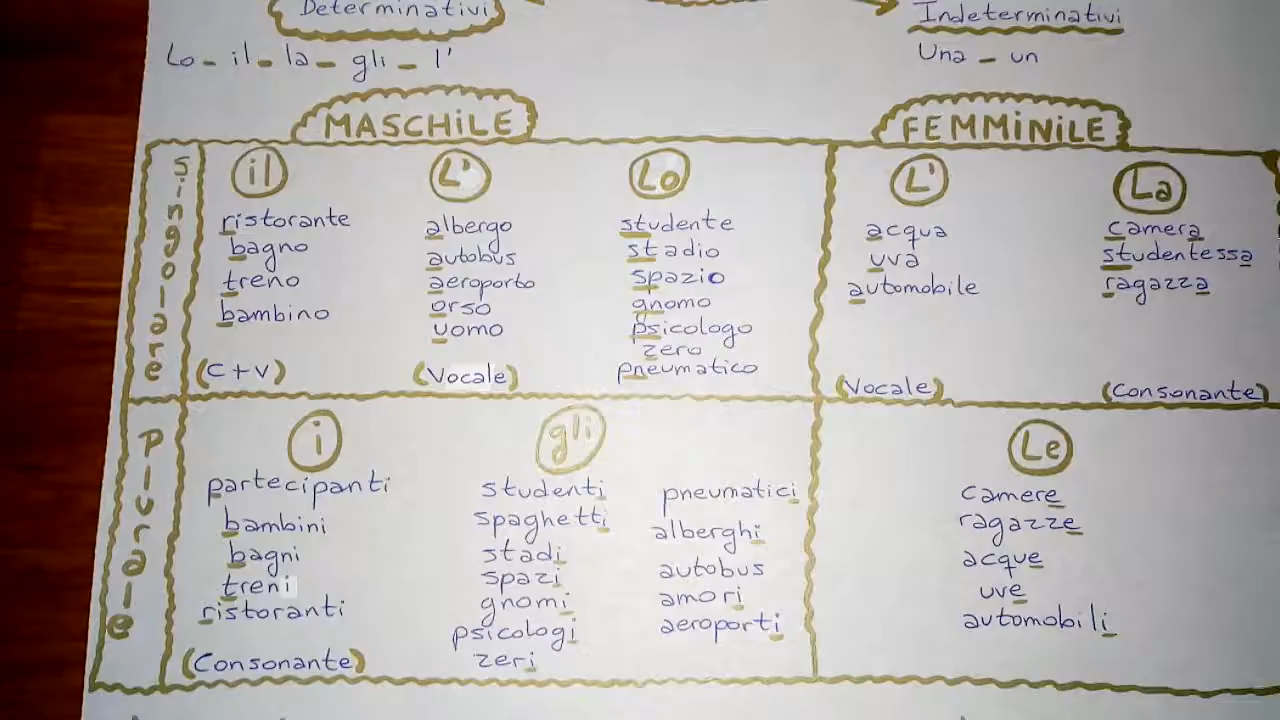 Determinativi
Indeterminativi
Lo - il - la - gli - l'
Una - un
MASCHiLE
FEMMiNiLE
Singolare
il
ristorante
bagno
treno
bambino
(C+V)
L'
albergo
autobus
aeroporto
orso
uomo
(Vocale)
Lo
studente
stadio
spazio
gnomo
psicologo
zero
pneumatico
L'
acqua
uva
automobile
(Vocale)
La
camera
studentessa
ragazza
(Consonante)
Plurale
i
partecipanti
bambini
bagni
treni
ristoranti
(Consonante)
gli
studenti
spaghetti
stadi
spazi
gnomi
psicologi
zeri
pneumatici
alberghi
autobus
amori
aeroporti
Le
camere
ragazze
acque
uve
automobili